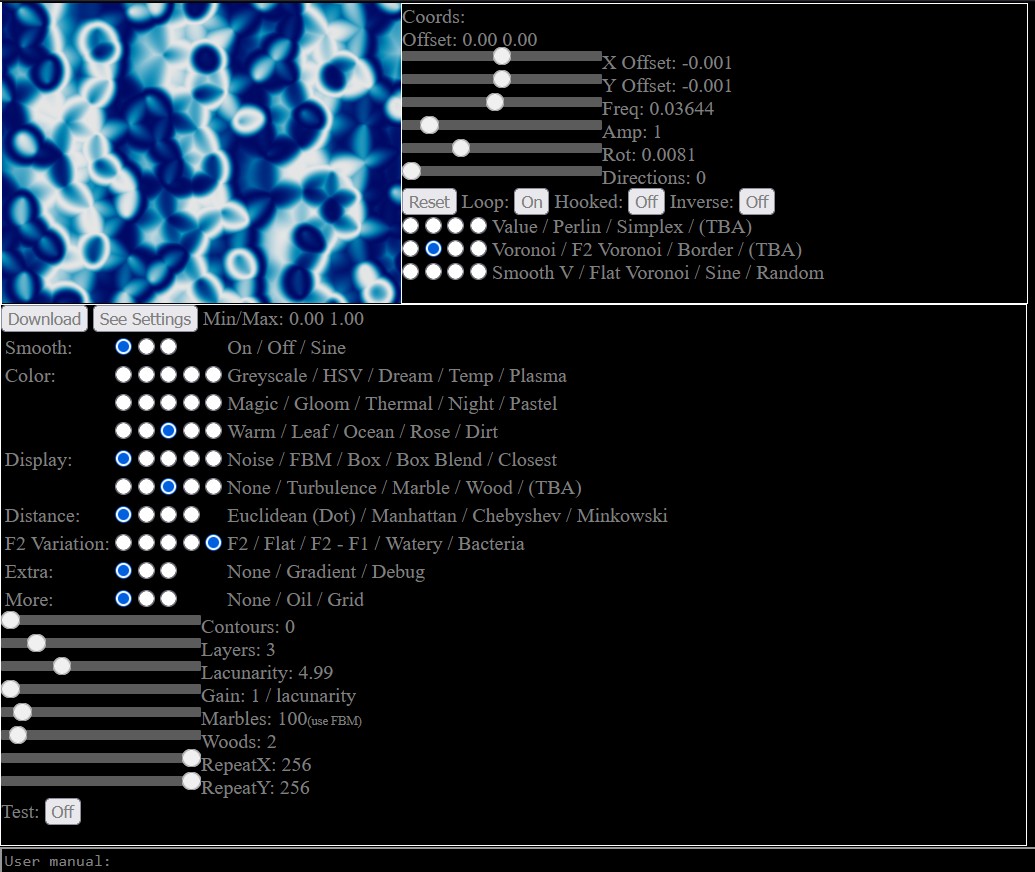 Coords:
Offset: 0.00 0.00
X Offset: -0.001
Y Offset: -0.001
Freq: 0.03644
Amp: 1
Rot: 0.0081
Directions: 0
Reset Loop: On Hooked: Off Inverse: Off
Value / Perlin / Simplex / (TBA)
Voronoi / F2 Voronoi / Border / (TBA)
Smooth V / Flat Voronoi / Sine / Random
Download See Settings Min/Max: 0.00 1.00
Smooth: On / Off / Sine
Color: Greyscale / HSV / Dream / Temp / Plasma
Magic / Gloom / Thermal / Night / Pastel
Warm / Leaf / Ocean / Rose / Dirt
Display: Noise / FBM / Box / Box Blend / Closest
None / Turbulence / Marble / Wood / (TBA)
Distance: Euclidean (Dot) / Manhattan / Chebyshev / Minkowski
F2 Variation: F2 / Flat / F2 - F1 / Watery / Bacteria
Extra: None / Gradient / Debug
More: None / Oil / Grid
Contours: 0
Layers: 3
Lacunarity: 4.99
Gain: 1 / lacunarity
Marbles: 100(use FBM)
Woods: 2
RepeatX: 256
RepeatY: 256
Test: Off
User manual: